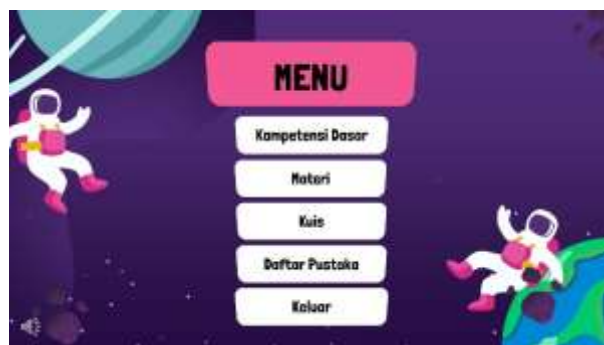 MENU
Kompetensi Dasar
Materi
Kuis
Daftar Pustaka
Keluar